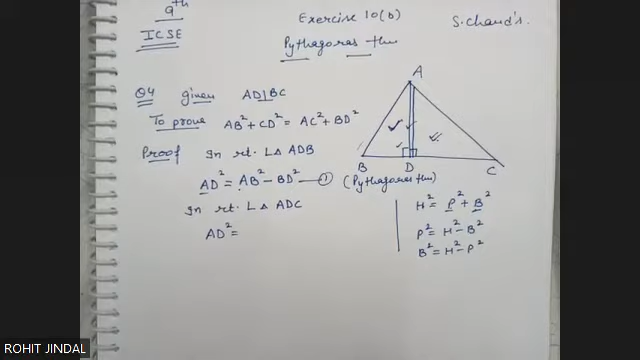 9th
ICSE
Exercise 10(b)
S.Chand's.
Pythagoras thm
Q4 given AD⊥BC
To prove AB²+CD² = AC²+BD²
Proof In rt. L△ ADB
AD² = AB²-BD² —①
(Pythagoras thm)
In rt. L△ ADC
AD² =
A
B
D
C
H² = P²+B²
P² = H²-B²
B² = H²-P²
ROHIT JINDAL